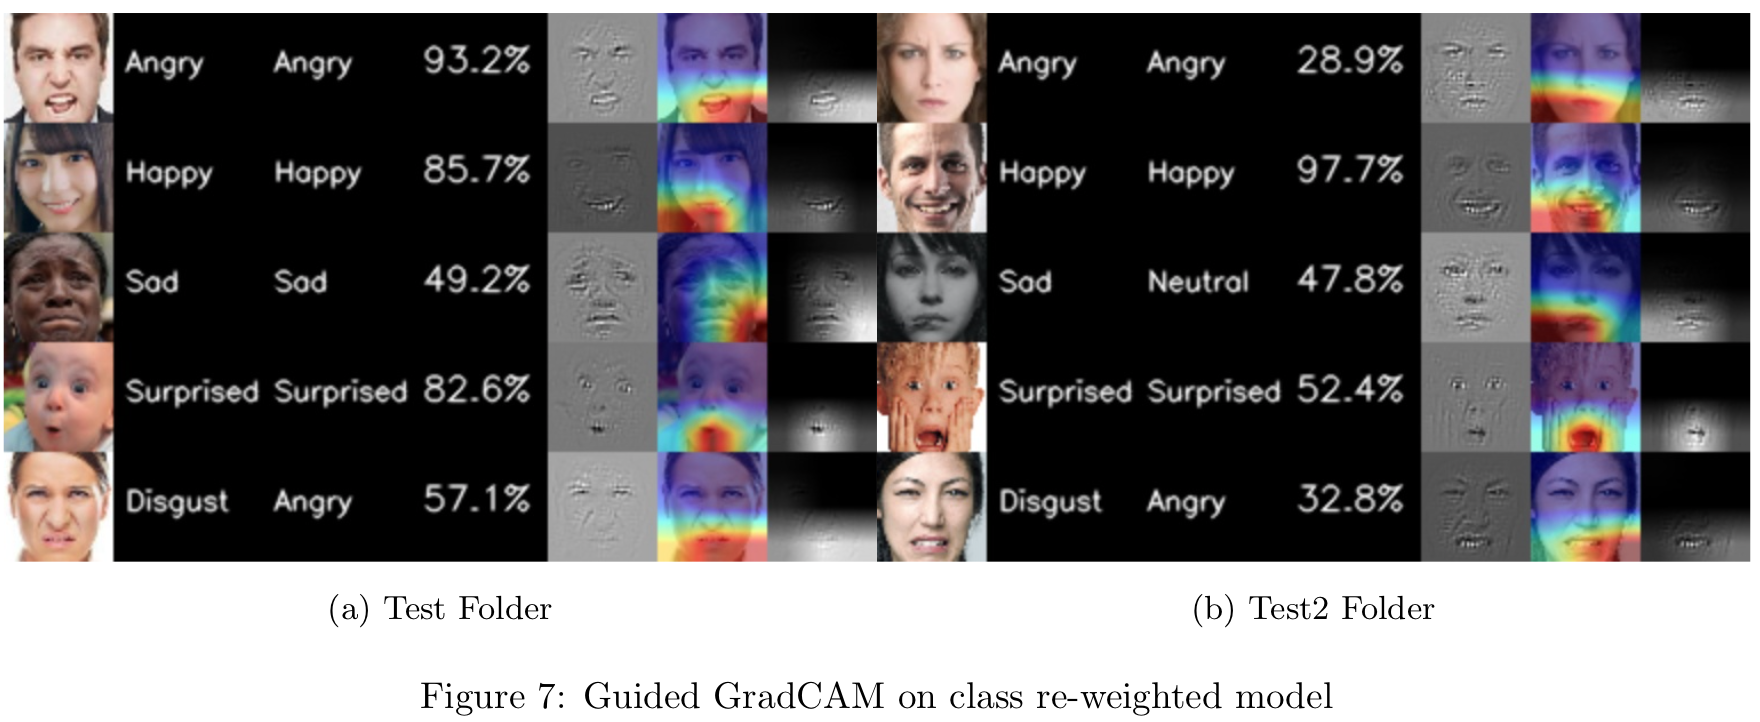 Angry Angry 93.2%
Happy Happy 85.7%
Sad Sad 49.2%
Surprised Surprised 82.6%
Disgust Angry 57.1%
(a) Test Folder
Angry Angry 28.9%
Happy Happy 97.7%
Sad Neutral 47.8%
Surprised Surprised 52.4%
Disgust Angry 32.8%
(b) Test2 Folder
Figure 7: Guided GradCAM on class re-weighted model